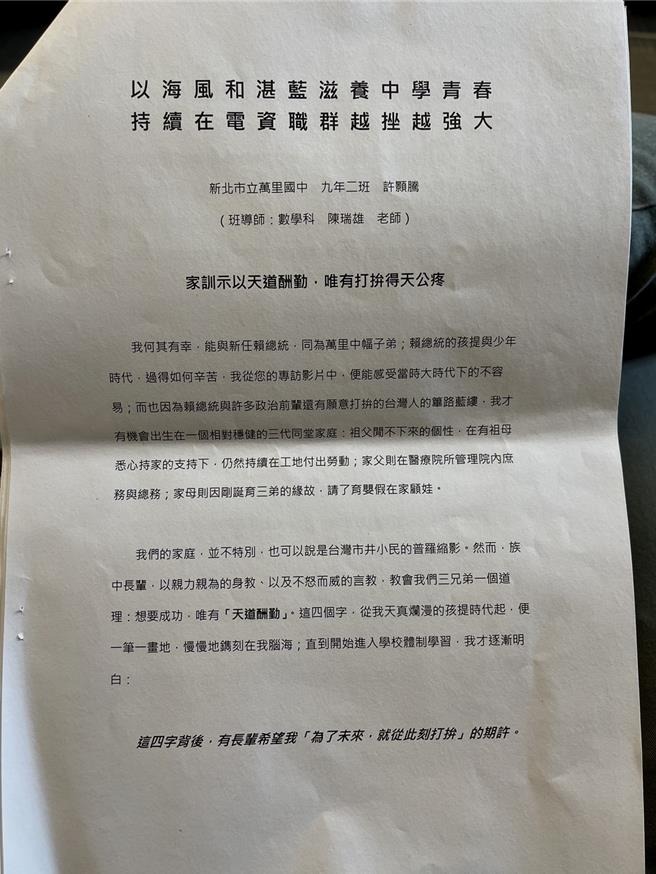 以海風和湛藍滋養中學青春
持續在電資職群越挫越強大
新北市立萬里國中　九年二班　許顥騰
（班導師：數學科　陳瑞雄　老師）
家訓示以天道酬勤，唯有打拚得天公疼
我何其有幸，能與新任賴總統，同為萬里中幅子弟；賴總統的孩提與少年
時代，過得如何辛苦，我從您的專訪影片中，便能感受當時大時代下的不容
易；而也因為賴總統與許多政治前輩還有願意打拚的台灣人的篳路藍縷，我才
有機會出生在一個相對穩健的三代同堂家庭：祖父閒不下來的個性，在有祖母
悉心持家的支持下，仍然持續在工地付出勞動；家父則在醫療院所管理院內庶
務與總務；家母則因剛誕育三弟的緣故，請了育嬰假在家顧娃。
我們的家庭，並不特別，也可以說是台灣市井小民的普羅縮影。然而，族
中長輩，以親力親為的身教、以及不怒而威的言教，教會我們三兄弟一個道
理：想要成功，唯有「天道酬勤」。這四個字，從我天真爛漫的孩提時代起，便
一筆一畫地，慢慢地鐫刻在我腦海；直到開始進入學校體制學習，我才逐漸明
白：
這四字背後，有長輩希望我「為了未來，就從此刻打拚」的期許。